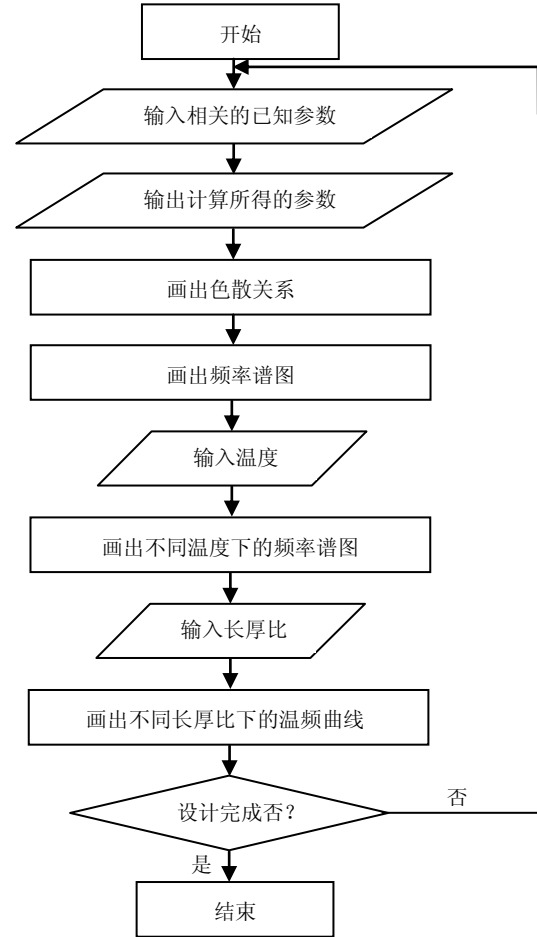 开始
输入相关的已知参数
输出计算所得的参数
画出色散关系
画出频率谱图
输入温度
画出不同温度下的频率谱图
输入长厚比
画出不同长厚比下的温频曲线
设计完成否?
否
是
结束